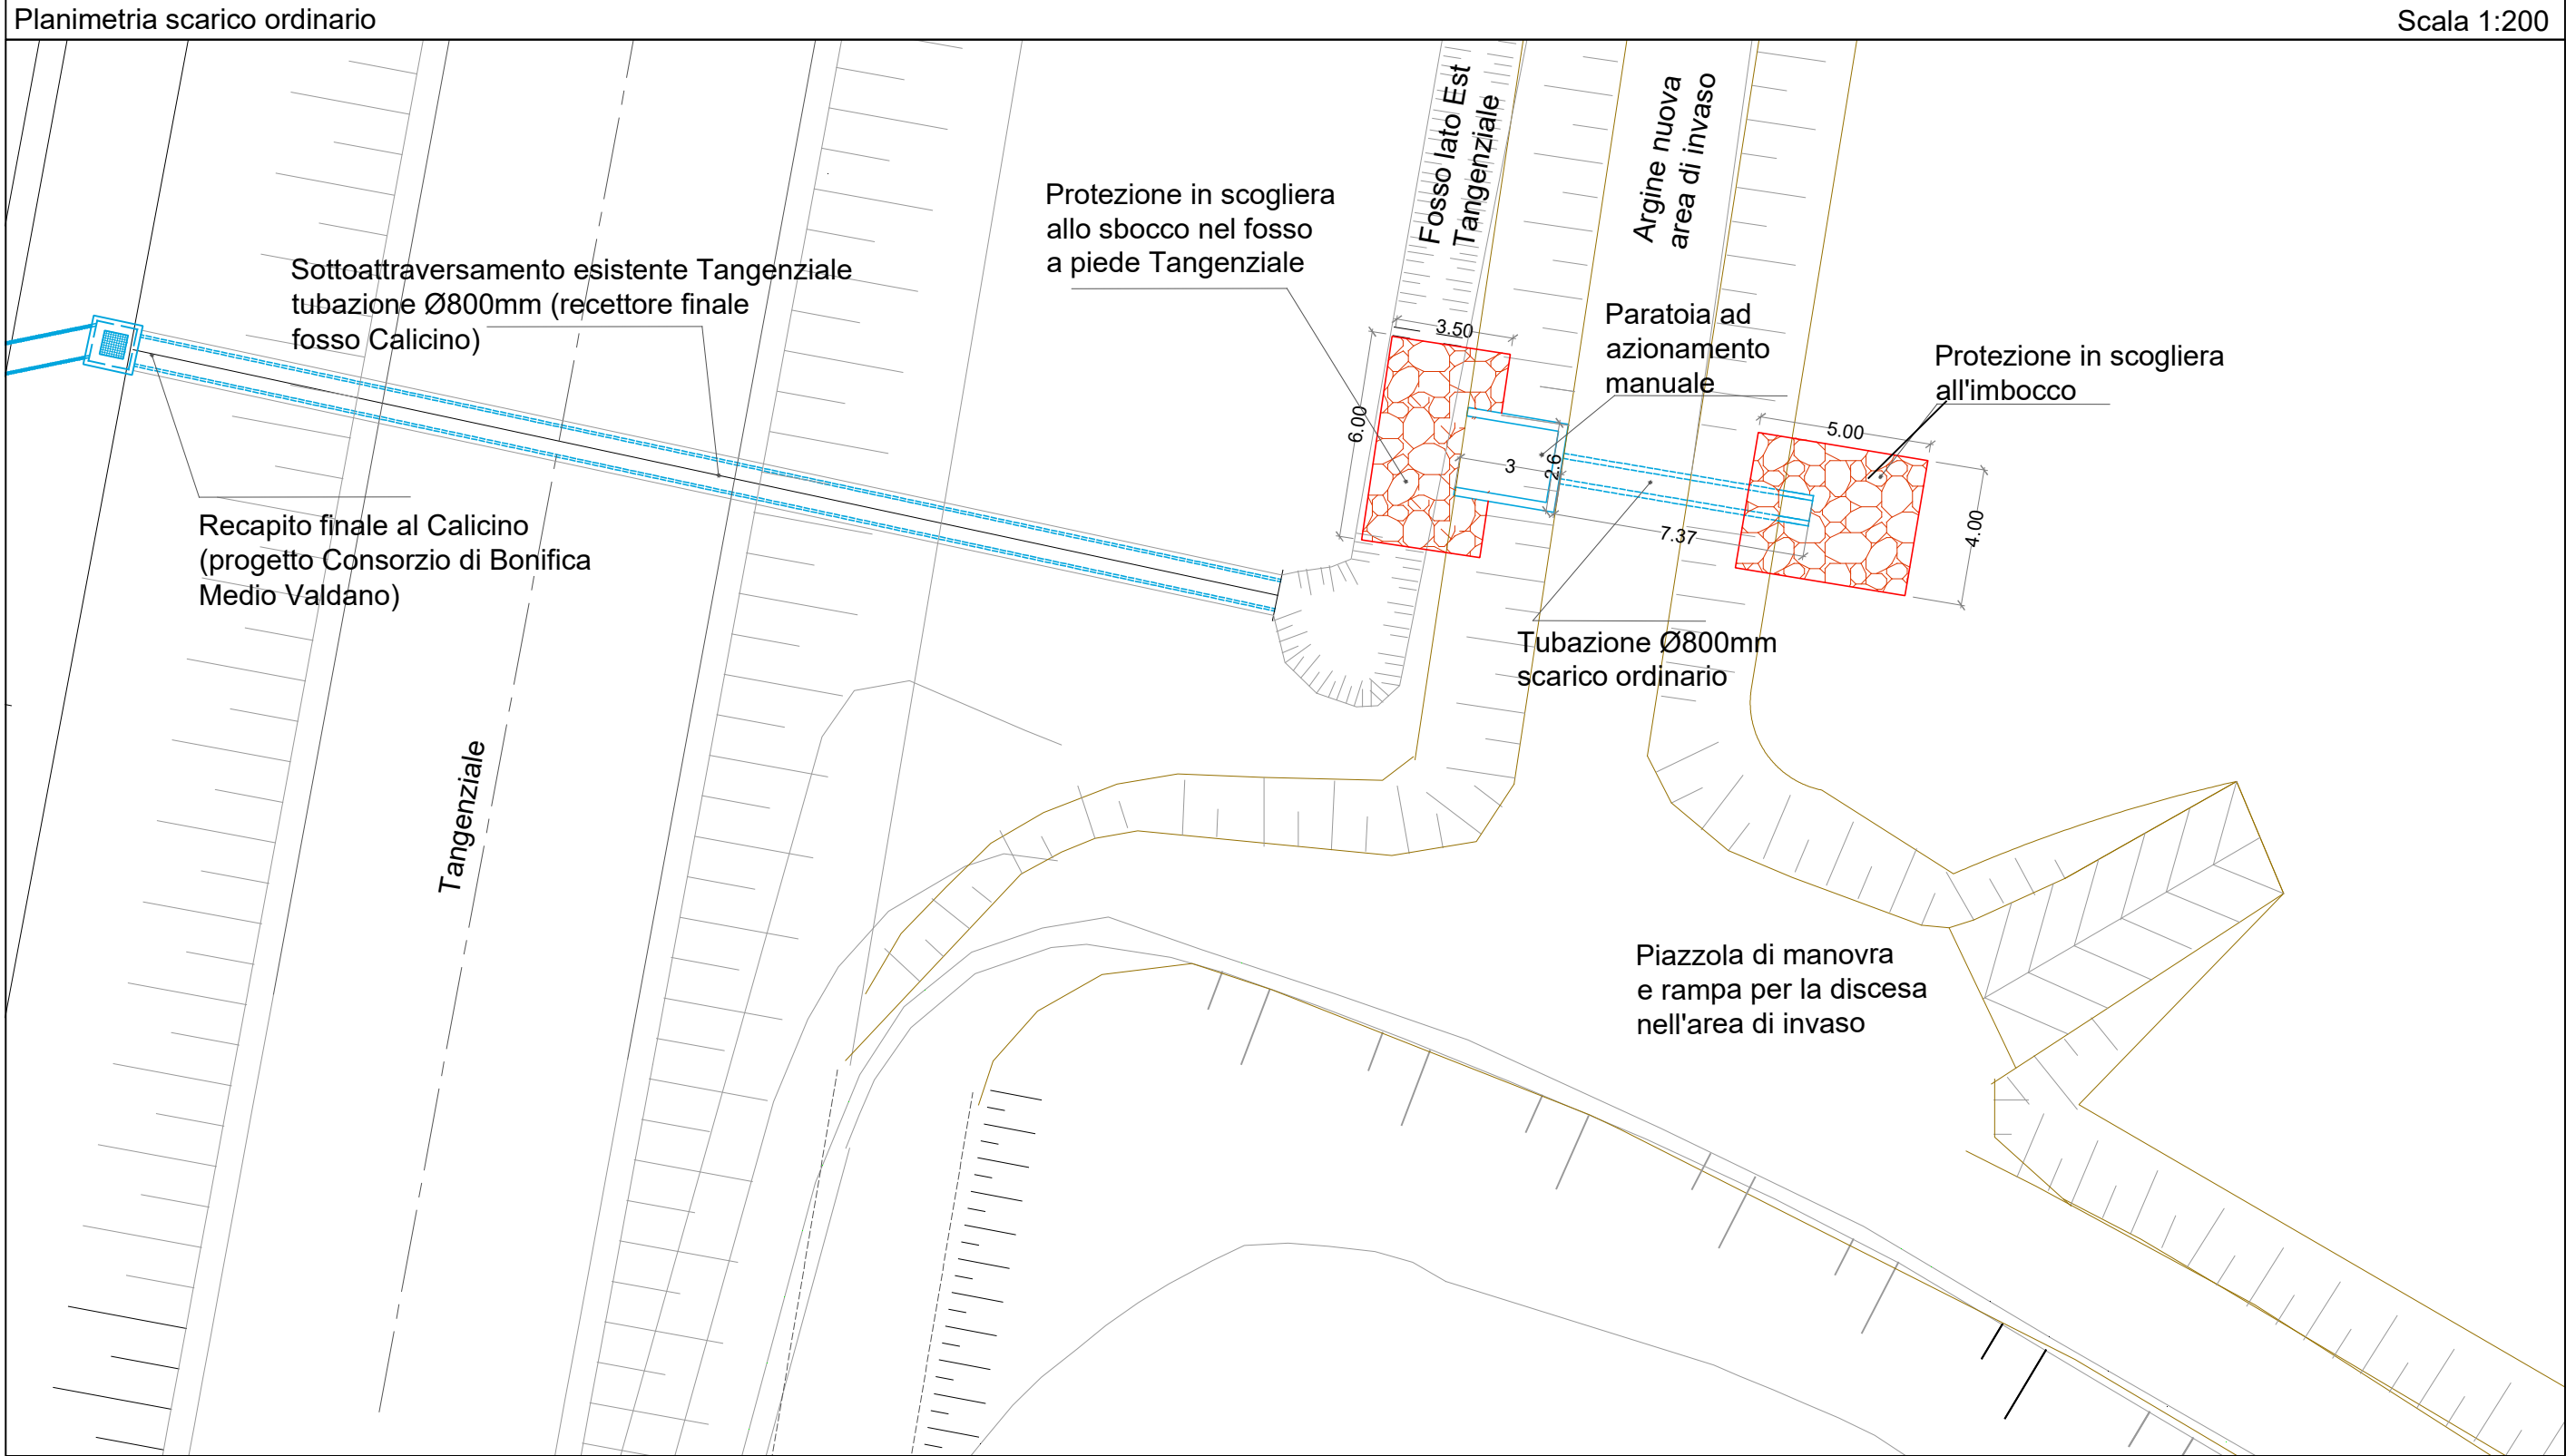 Planimetria scarico ordinario
Scala 1:200
Fosso lato Est
Tangenziale
Argine nuova
area di invaso
Protezione in scogliera
allo sbocco nel fosso
a piede Tangenziale
Sottoattraversamento esistente Tangenziale
tubazione Ø800mm (recettore finale
fosso Calicino)
Paratoia ad
azionamento
manuale
Protezione in scogliera
all'imbocco
3.50
6.00
3
2.6
5.00
4.00
7.37
Recapito finale al Calicino
(progetto Consorzio di Bonifica
Medio Valdano)
Tubazione Ø800mm
scarico ordinario
Tangenziale
Piazzola di manovra
e rampa per la discesa
nell'area di invaso